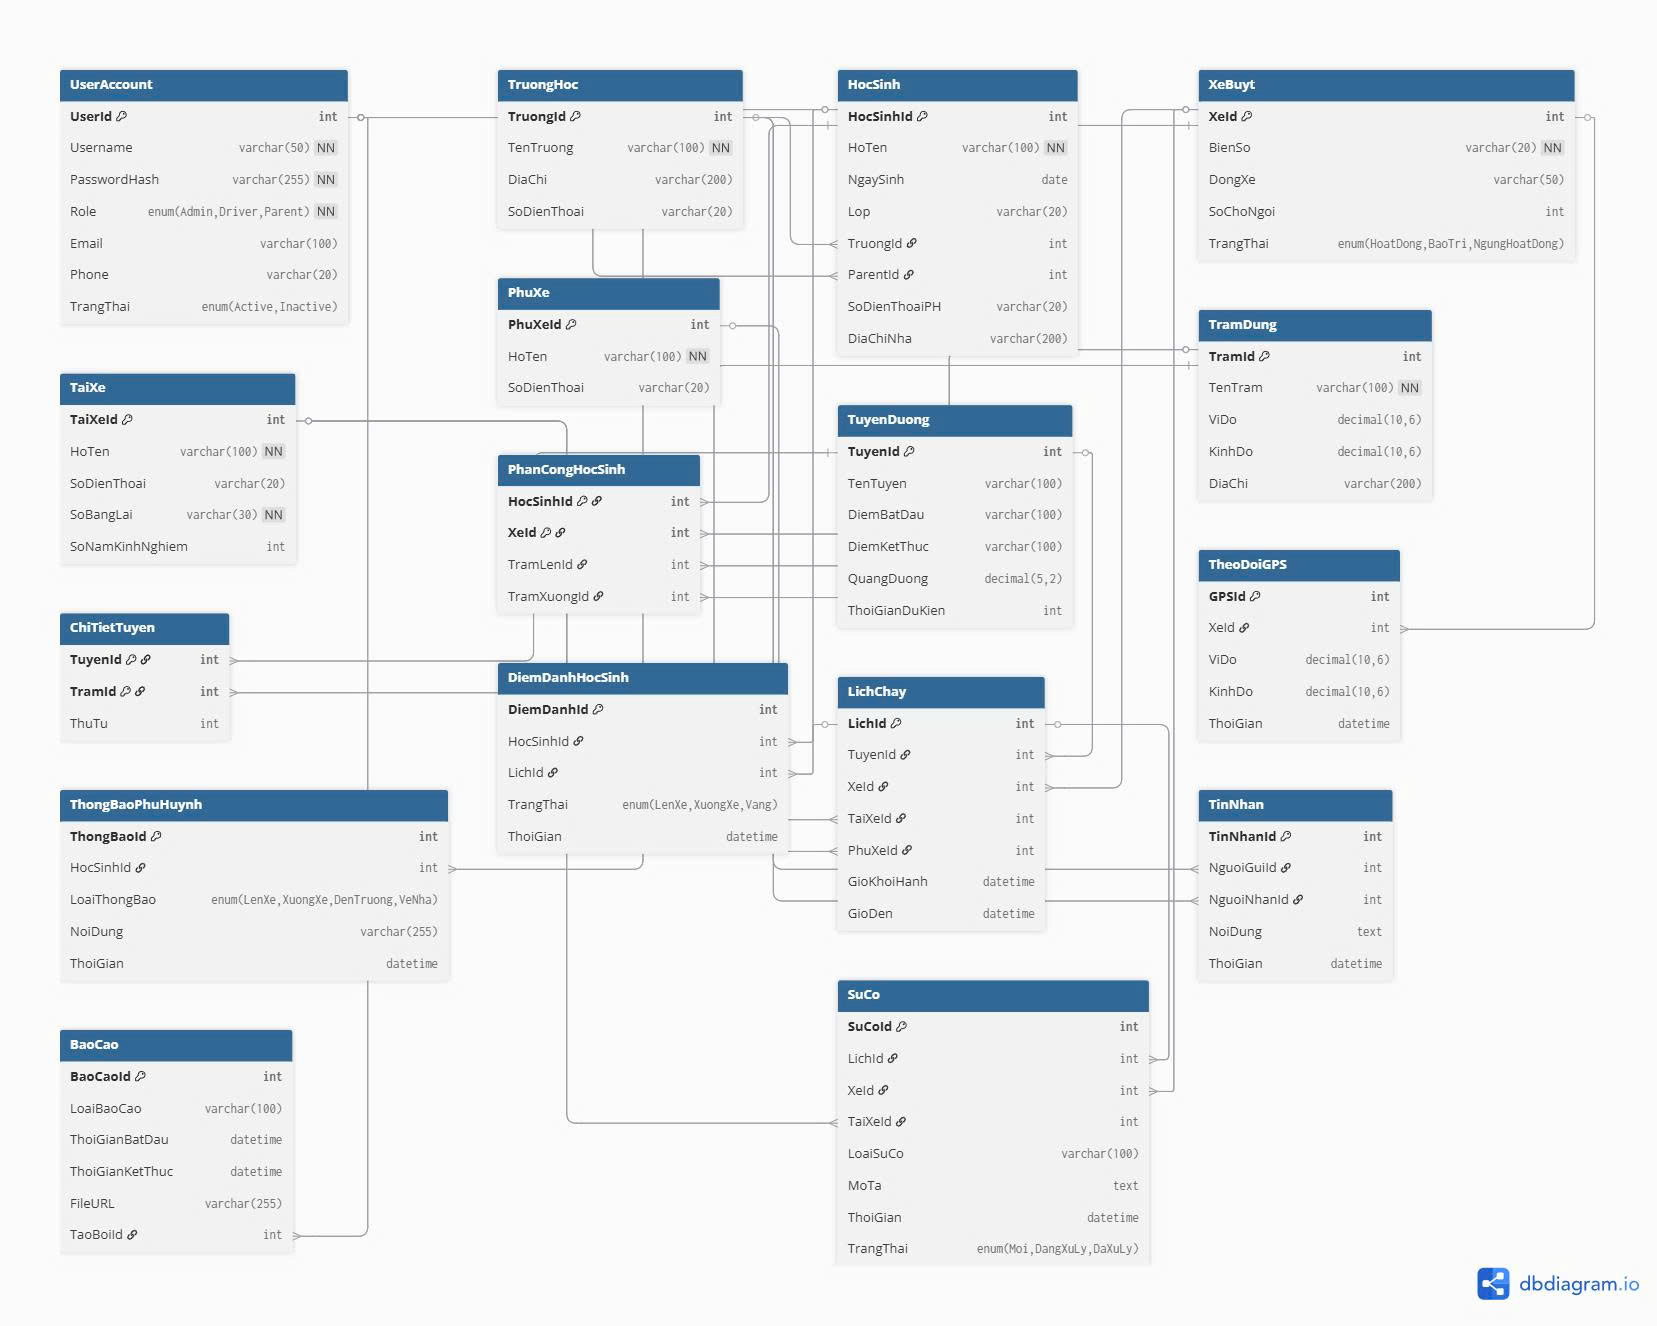 UserAccount
UserId int
Username varchar(50) NN
PasswordHash varchar(255) NN
Role enum(Admin,Driver,Parent) NN
Email varchar(100)
Phone varchar(20)
TrangThai enum(Active,Inactive)
TaiXe
TaiXeId int
HoTen varchar(100) NN
SoDienThoai varchar(20)
SoBangLai varchar(30) NN
SoNamKinhNghiem int
ChiTietTuyen
TuyenId int
TramId int
ThuTu int
ThongBaoPhuHuynh
ThongBaoId int
HocSinhId int
LoaiThongBao enum(LenXe,XuongXe,DenTruong,VeNha)
NoiDung varchar(255)
ThoiGian datetime
BaoCao
BaoCaoId int
LoaiBaoCao varchar(100)
ThoiGianBatDau datetime
ThoiGianKetThuc datetime
FileURL varchar(255)
TaoBoiId int
TruongHoc
TruongId int
TenTruong varchar(100) NN
DiaChi varchar(200)
SoDienThoai varchar(20)
PhuXe
PhuXeId int
HoTen varchar(100) NN
SoDienThoai varchar(20)
PhanCongHocSinh
HocSinhId int
XeId int
TramLenId int
TramXuongId int
DiemDanhHocSinh
DiemDanhId int
HocSinhId int
LichId int
TrangThai enum(LenXe,XuongXe,Vang)
ThoiGian datetime
HocSinh
HocSinhId int
HoTen varchar(100) NN
NgaySinh date
Lop varchar(20)
TruongId int
ParentId int
SoDienThoaiPH varchar(20)
DiaChiNha varchar(200)
TuyenDuong
TuyenId int
TenTuyen varchar(100)
DiemBatDau varchar(100)
DiemKetThuc varchar(100)
QuangDuong decimal(5,2)
ThoiGianDuKien int
LichChay
LichId int
TuyenId int
XeId int
TaiXeId int
PhuXeId int
GioKhoiHanh datetime
GioDen datetime
SuCo
SuCoId int
LichId int
XeId int
TaiXeId int
LoaiSuCo varchar(100)
MoTa text
ThoiGian datetime
TrangThai enum(Moi,DangXuLy,DaXuLy)
XeBuyt
XeId int
BienSo varchar(20) NN
DongXe varchar(50)
SoChoNgoi int
TrangThai enum(HoatDong,BaoTri,NgungHoatDong)
TramDung
TramId int
TenTram varchar(100) NN
ViDo decimal(10,6)
KinhDo decimal(10,6)
DiaChi varchar(200)
TheoDoiGPS
GPSId int
XeId int
ViDo decimal(10,6)
KinhDo decimal(10,6)
ThoiGian datetime
TinNhan
TinNhanId int
NguoiGuiId int
NguoiNhanId int
NoiDung text
ThoiGian datetime
dbdiagram.io